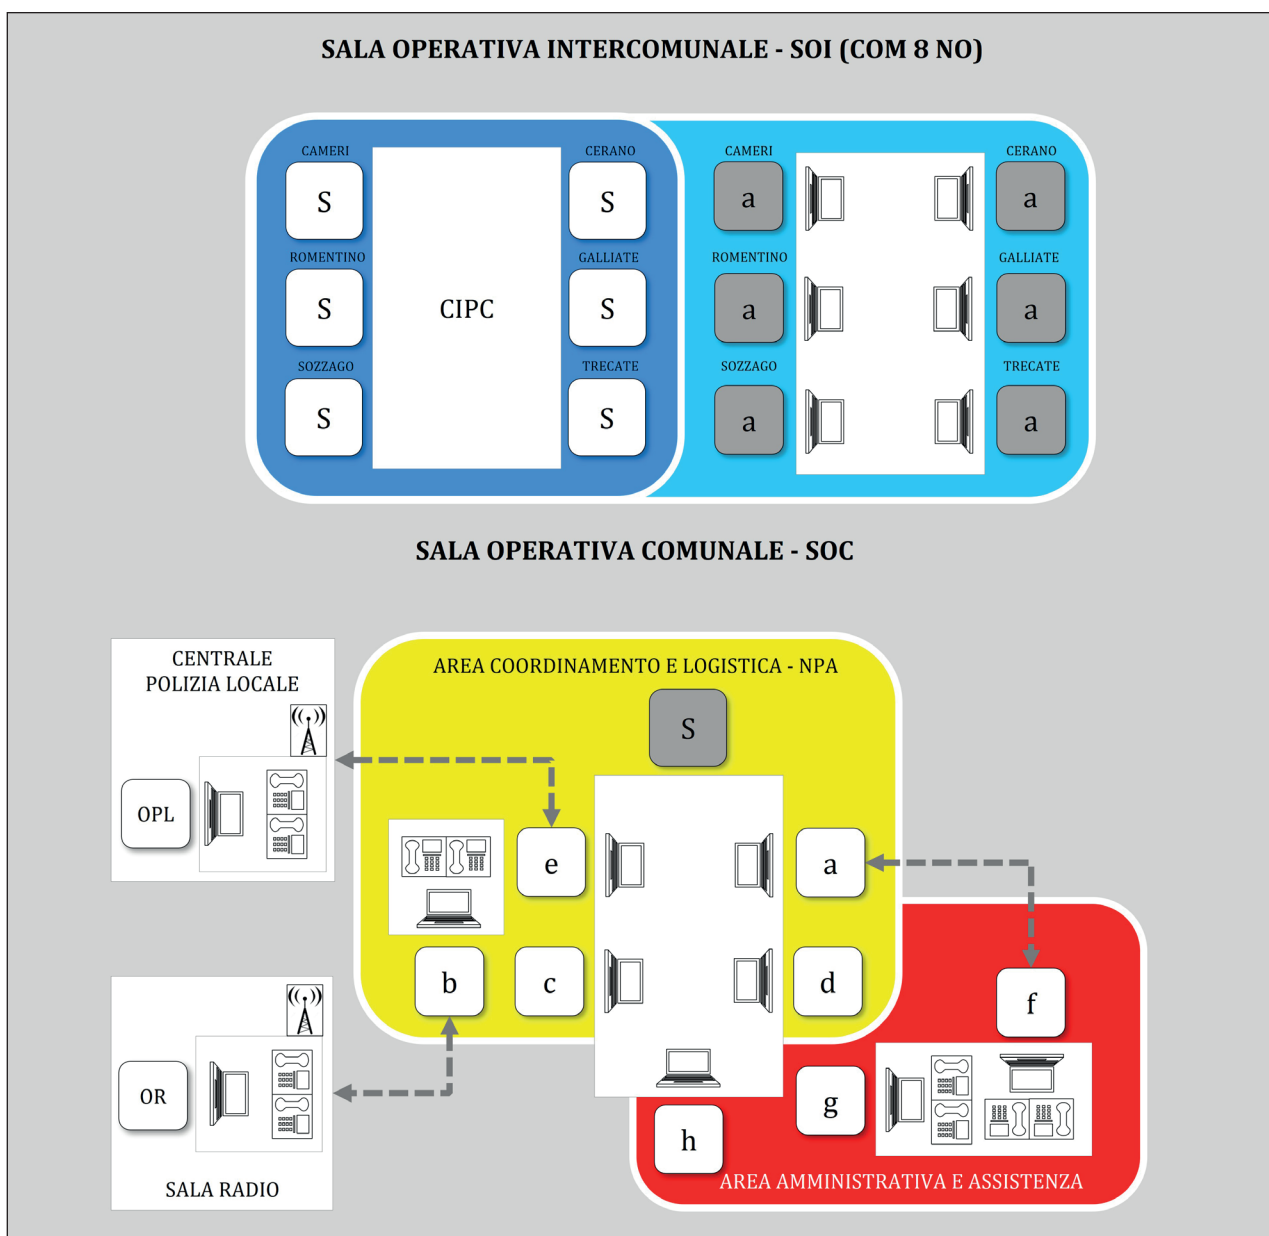 SALA OPERATIVA INTERCOMUNALE - SOI (COM 8 NO)
CAMERI
S
CERANO
S
ROMENTINO
S
CIPC
GALLIATE
S
SOZZAGO
S
TRECATE
S
CAMERI
a
CERANO
a
ROMENTINO
a
GALLIATE
a
SOZZAGO
a
TRECATE
a
SALA OPERATIVA COMUNALE - SOC
CENTRALE
POLIZIA LOCALE
OPL
AREA COORDINAMENTO E LOGISTICA - NPA
S
e
a
b
c
d
OR
SALA RADIO
f
g
h
AREA AMMINISTRATIVA E ASSISTENZA